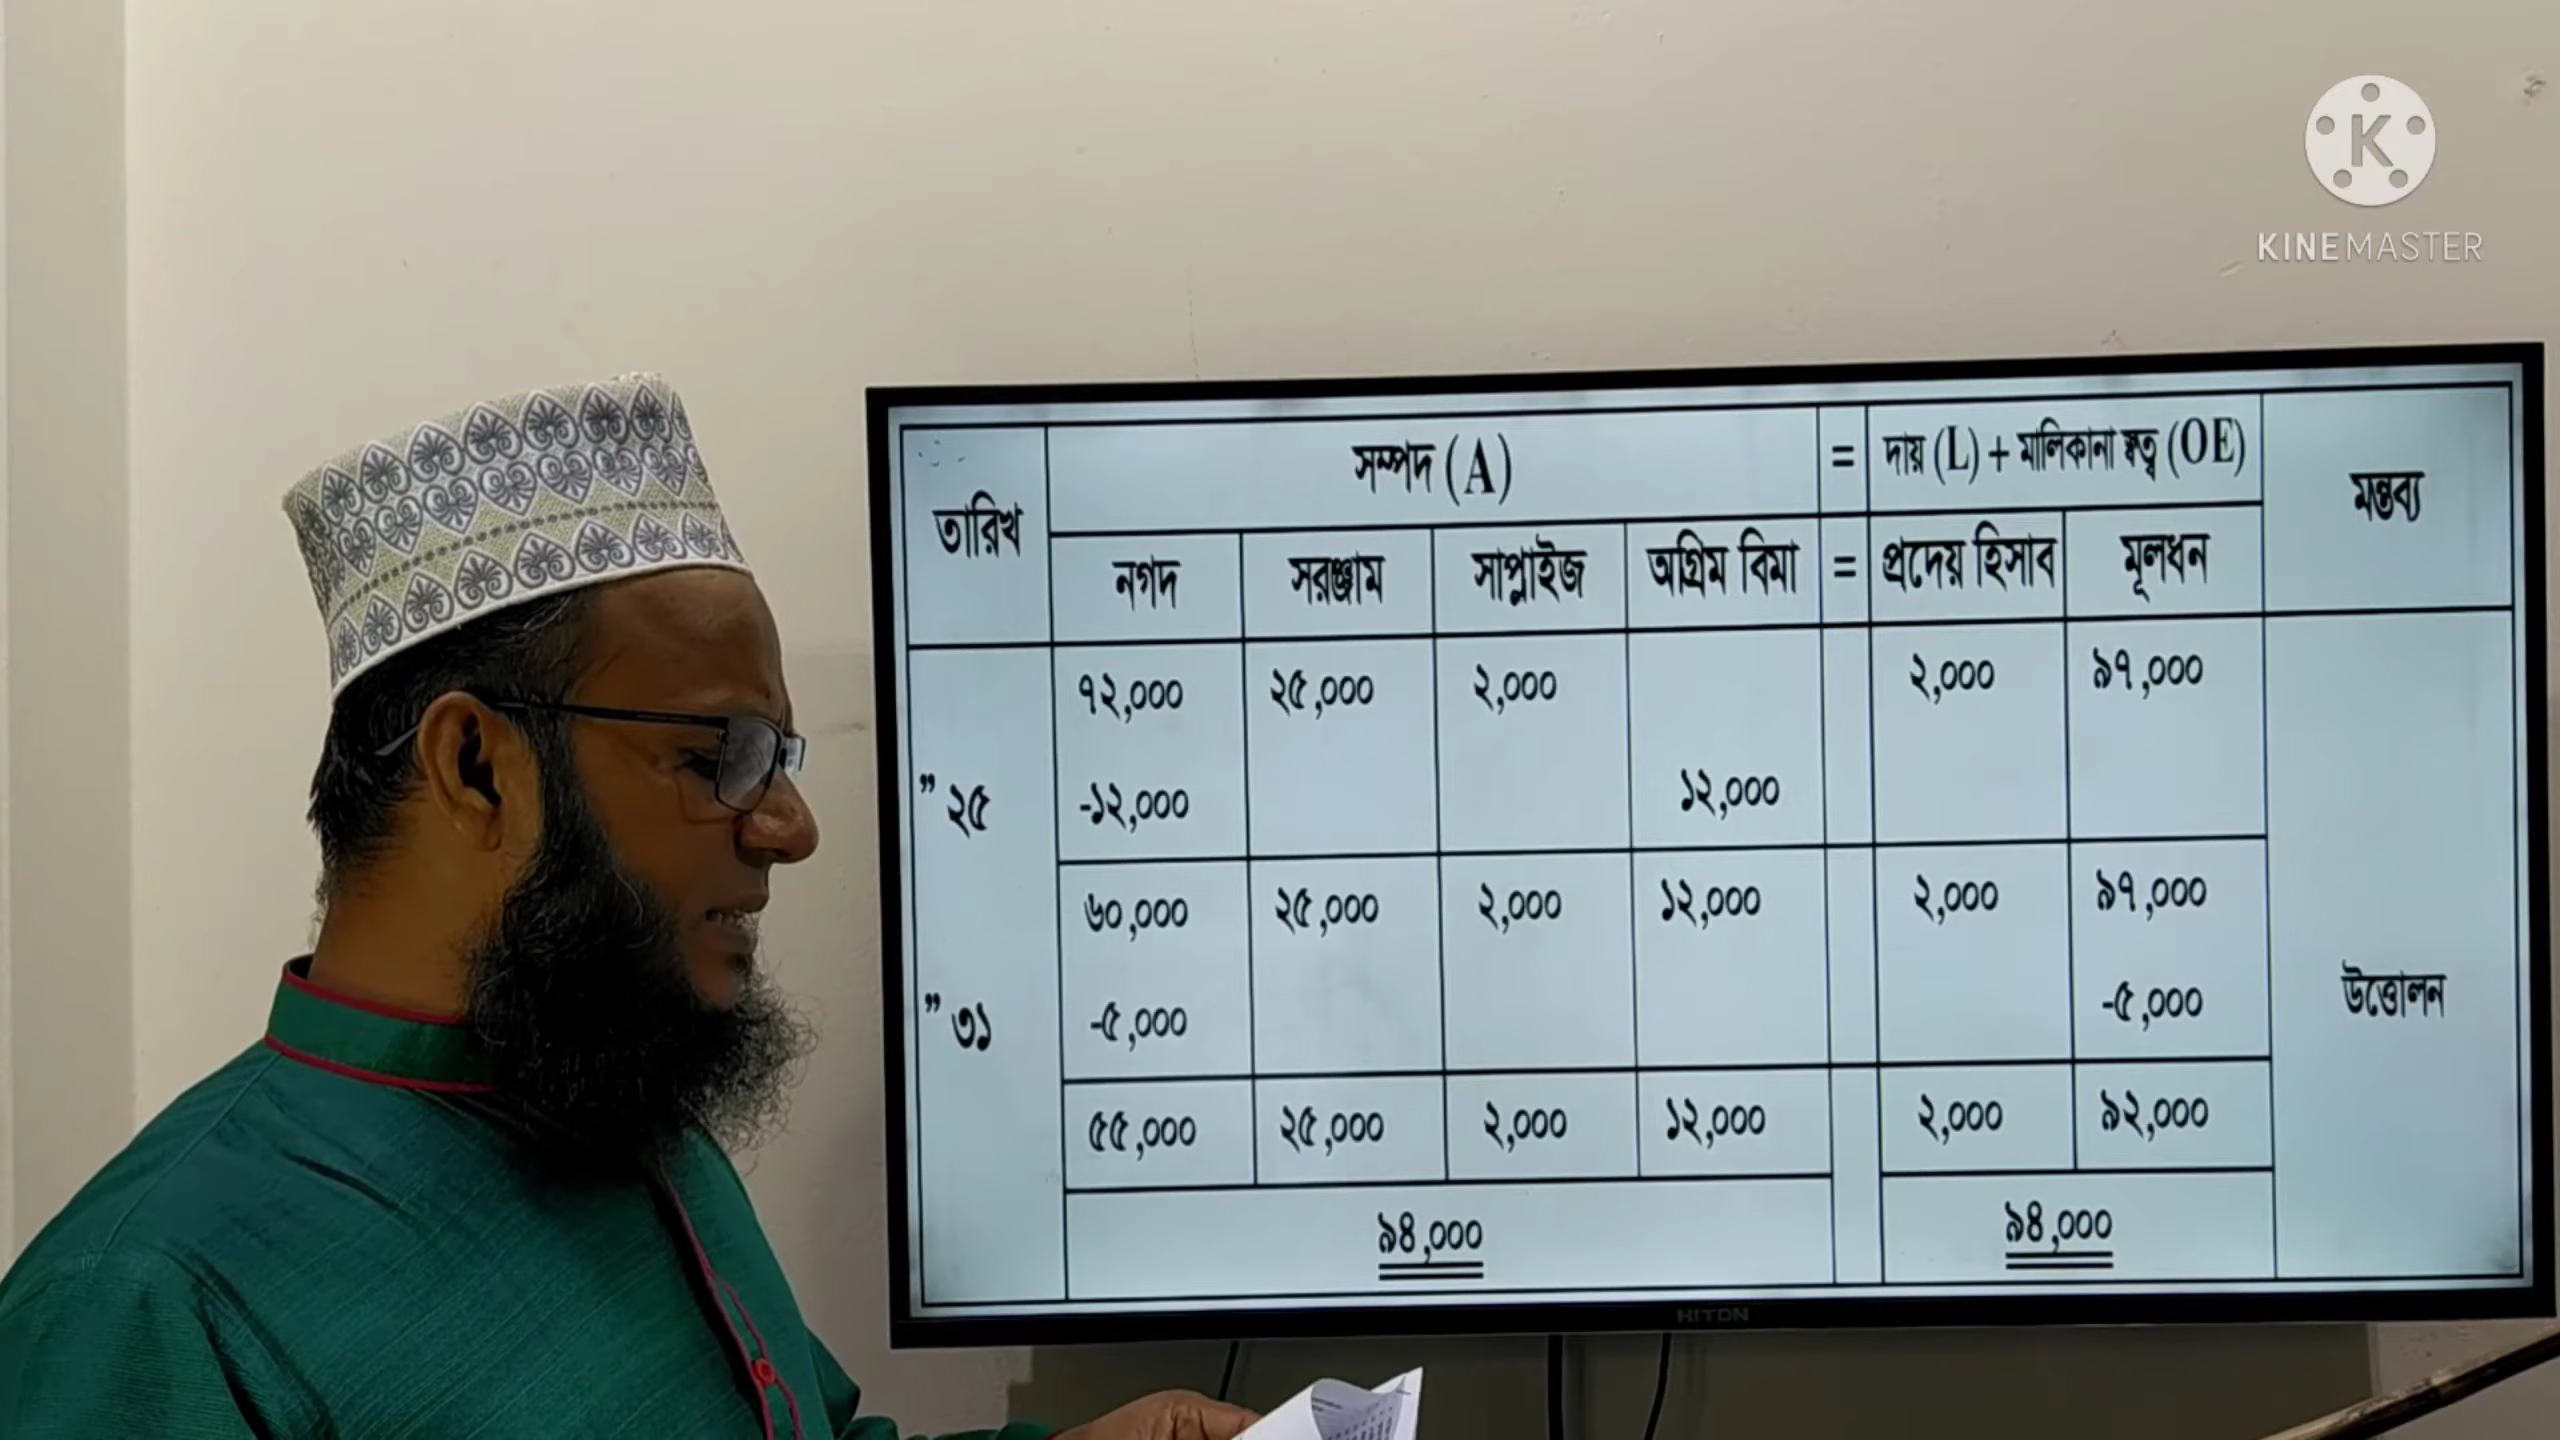 K
KINEMASTER
তারিখ
সম্পদ (A)
=
দায় (L) + মালিকানা স্বত্ব (OE)
মন্তব্য
নগদ
সরঞ্জাম
সাপ্লাইজ
অগ্রিম বিমা
=
প্রদেয় হিসাব
মূলধন
৭২,০০০ ২৫,০০০ ২,০০০ ২,০০০ ৯৭,০০০
” ২৫ -১২,০০০ ১২,০০০
৬০,০০০ ২৫,০০০ ২,০০০ ১২,০০০ ২,০০০ ৯৭,০০০
” ৩১ -৫,০০০ -৫,০০০ উত্তোলন
৫৫,০০০ ২৫,০০০ ২,০০০ ১২,০০০ ২,০০০ ৯২,০০০
৯৪,০০০ ৯৪,০০০
HITON